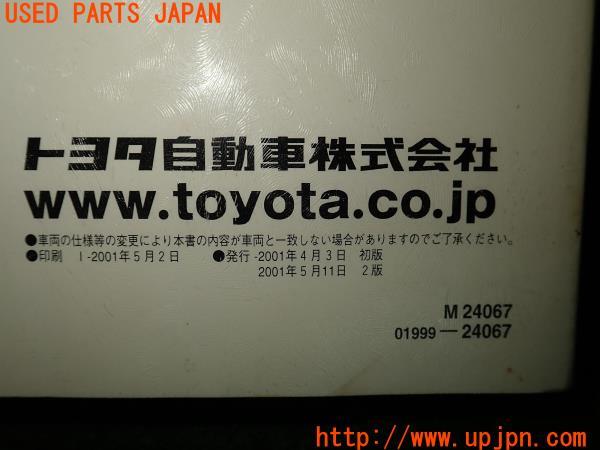 USED PARTS JAPAN
トヨタ自動車株式会社
www.toyota.co.jp
●車両の仕様等の変更により本書の内容が車両と一致しない場合がありますのでご了承ください。
●印刷 I-2001年5月2日 ●発行-2001年4月3日 初版
2001年5月11日 2版
M 24067
01999—24067
http://www.upjpn.com